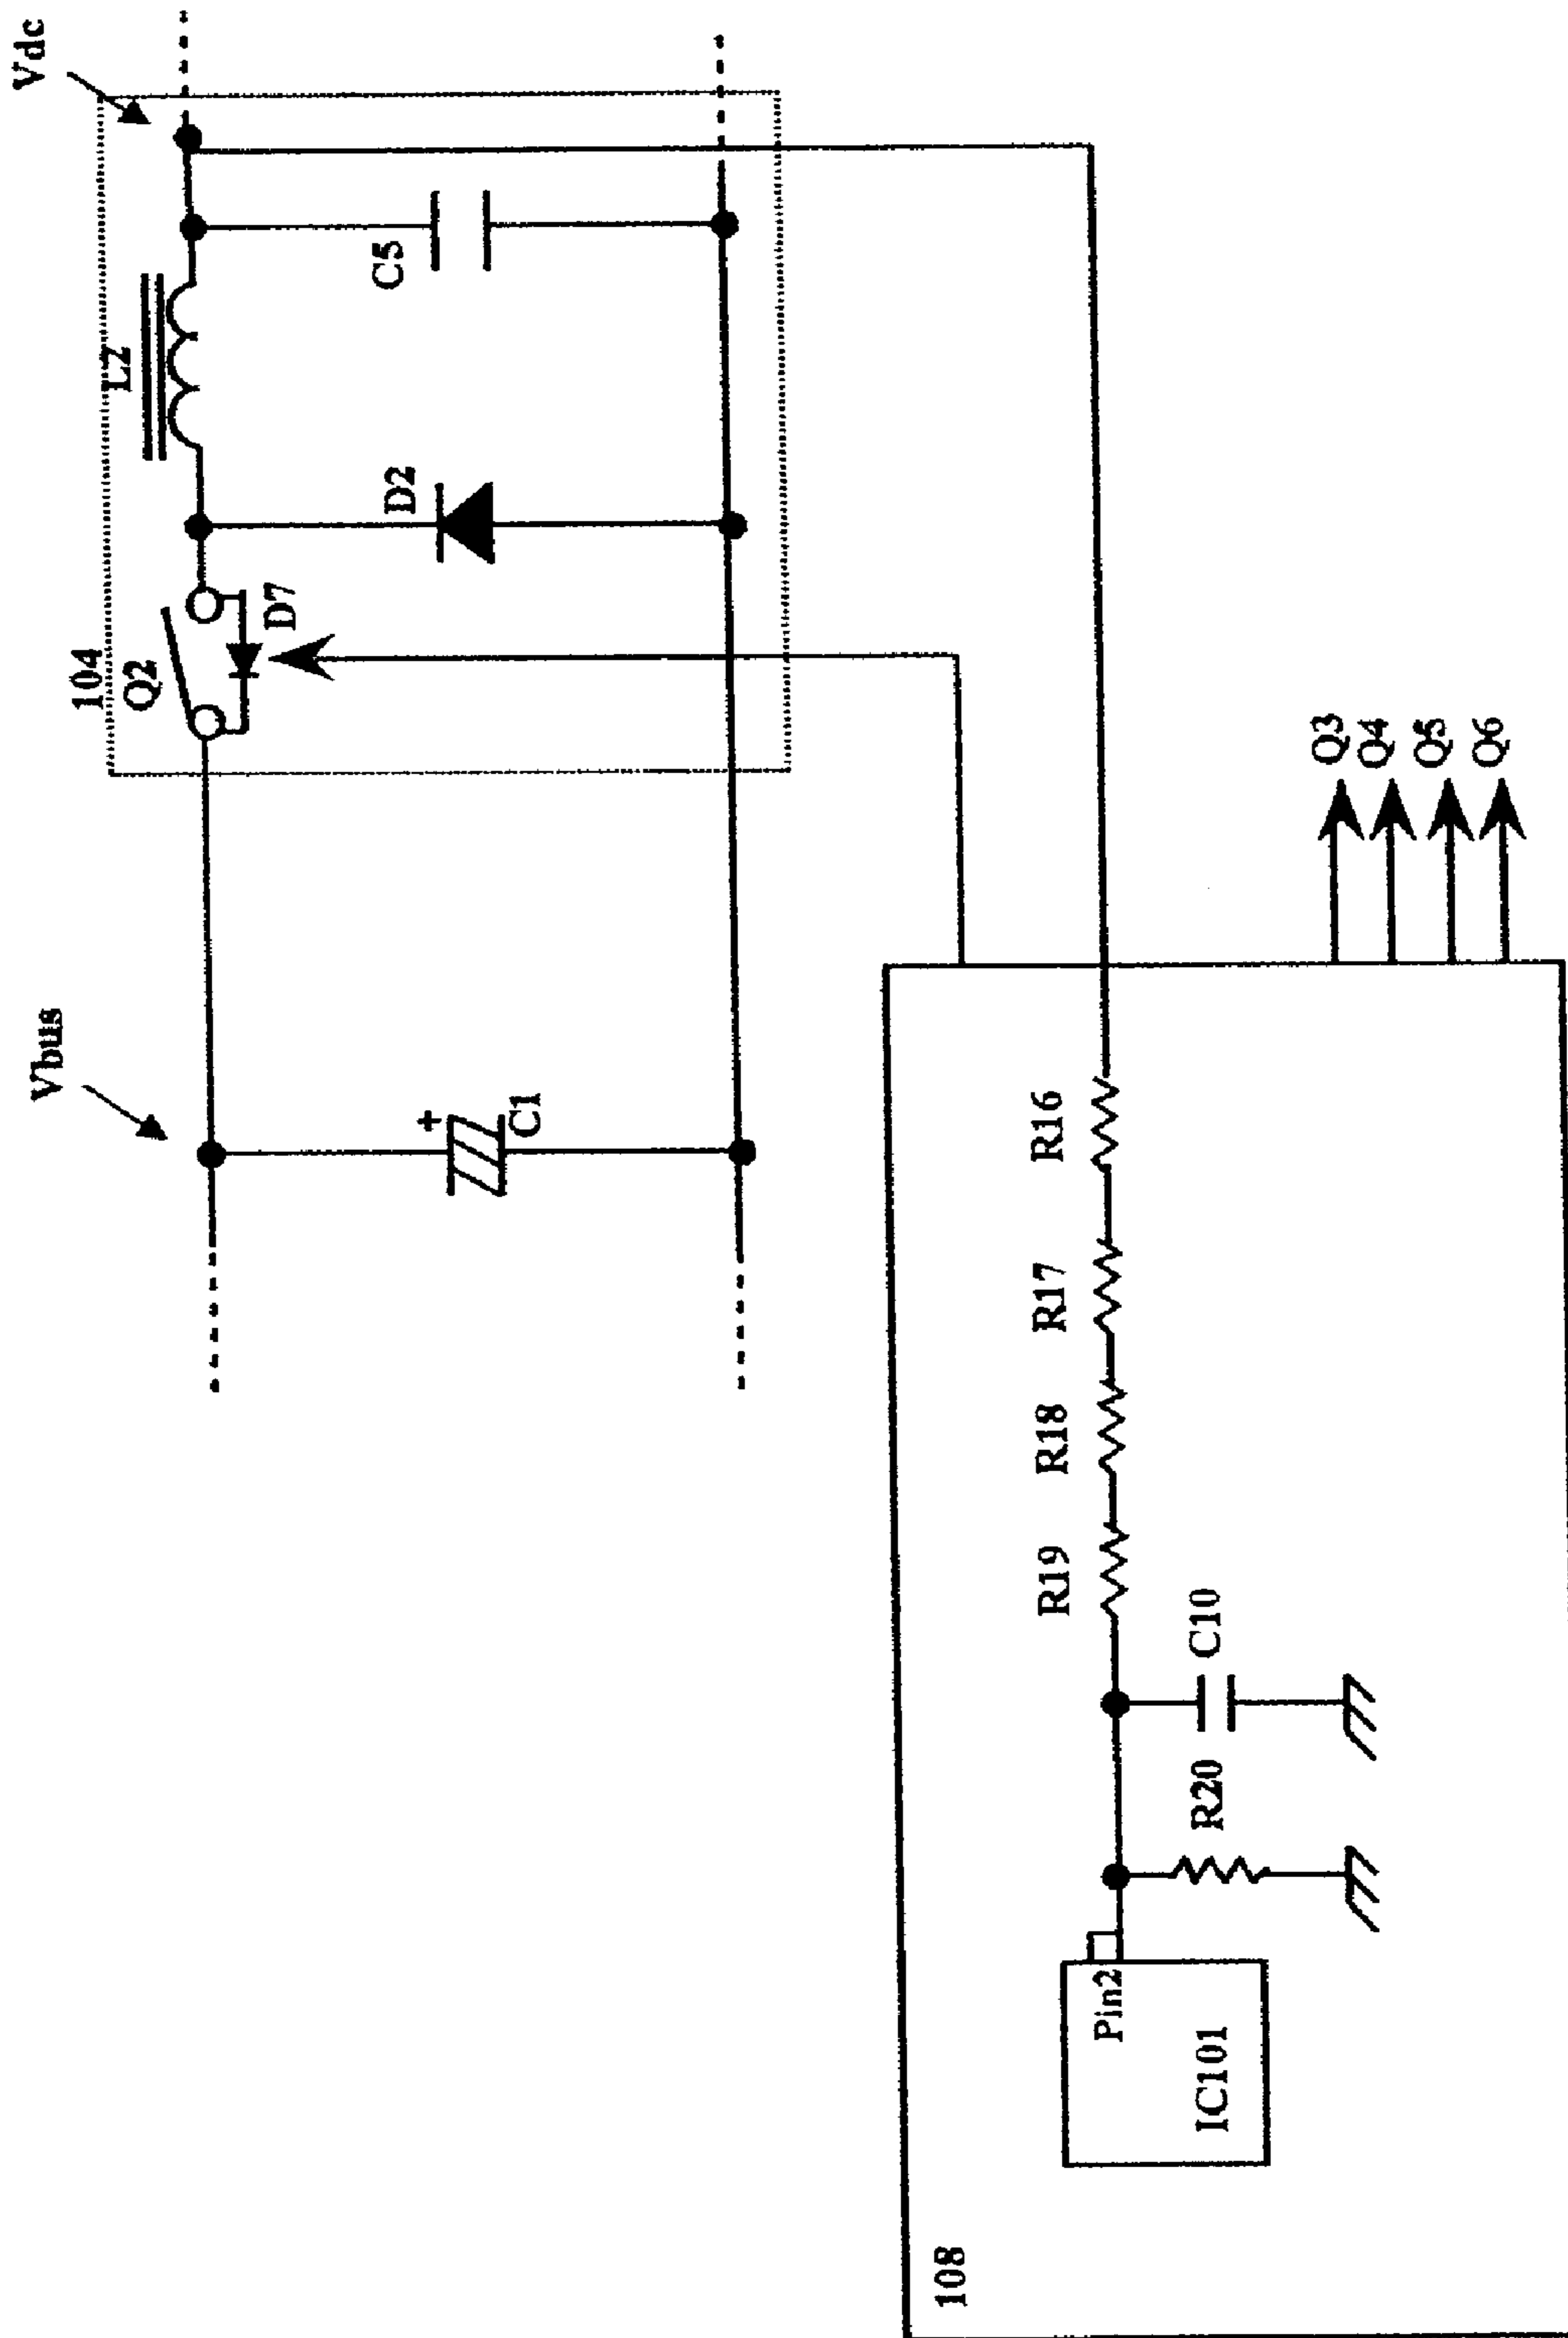 Vbus
Vdc
104
Q2
L2
D7
D2
C5
+
C1
108
R19
R18
R17
R16
Pin2
IC101
R20
C10
Q3
Q4
Q5
Q6